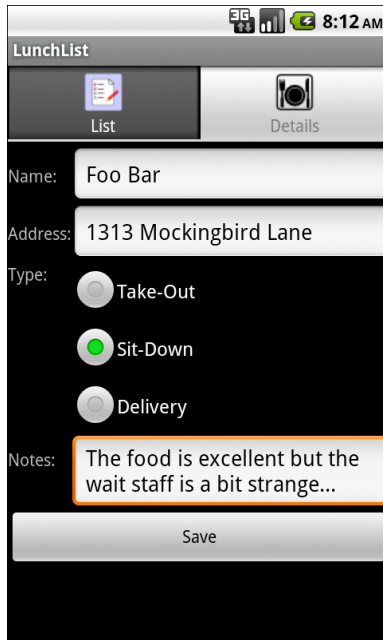 3G 8:12 AM
LunchList
List Details
Name: Foo Bar
Address: 1313 Mockingbird Lane
Type:
Take-Out
Sit-Down
Delivery
Notes: The food is excellent but the
wait staff is a bit strange...
Save